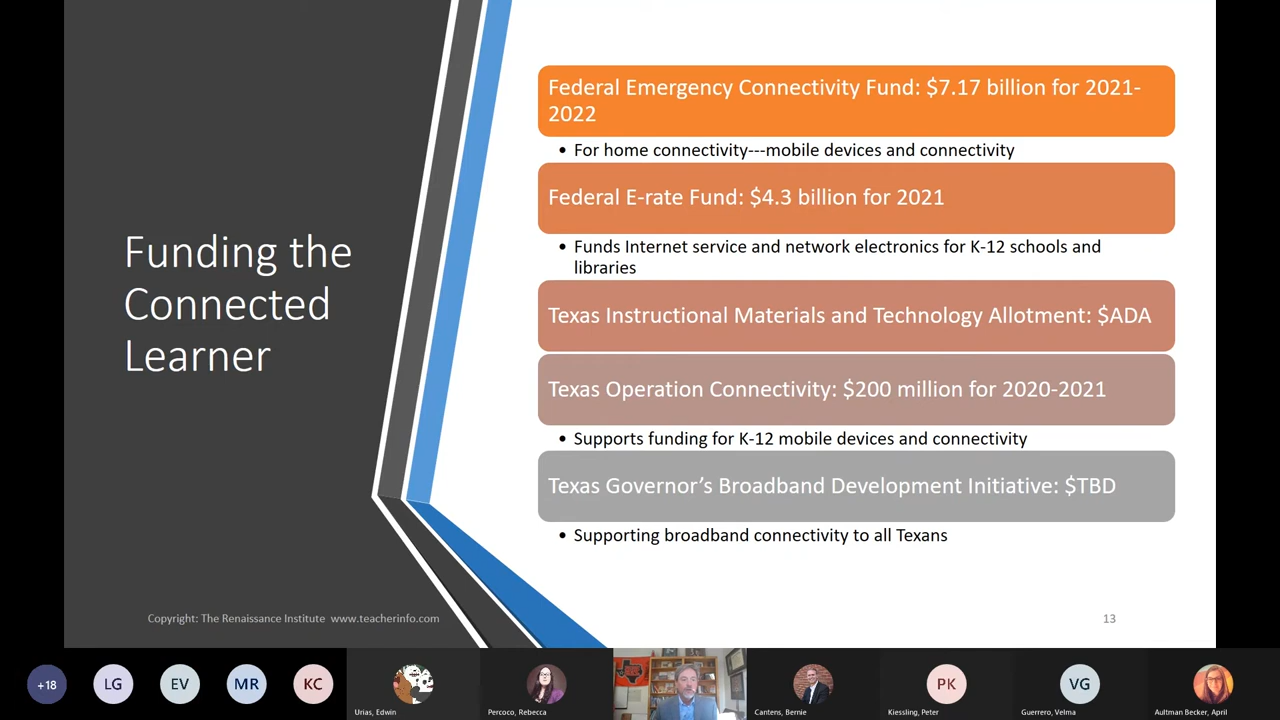 Funding the
Connected
Learner
Federal Emergency Connectivity Fund: $7.17 billion for 2021-
2022
• For home connectivity---mobile devices and connectivity
Federal E-rate Fund: $4.3 billion for 2021
• Funds Internet service and network electronics for K-12 schools and
libraries
Texas Instructional Materials and Technology Allotment: $ADA
Texas Operation Connectivity: $200 million for 2020-2021
• Supports funding for K-12 mobile devices and connectivity
Texas Governor’s Broadband Development Initiative: $TBD
• Supporting broadband connectivity to all Texans
Copyright: The Renaissance Institute www.teacherinfo.com
13
+18
LG
EV
MR
KC
PK
VG
Urias, Edwin
Percoco, Rebecca
Cantens, Bernie
Kiessling, Peter
Guerrero, Velma
Aultman Becker, April